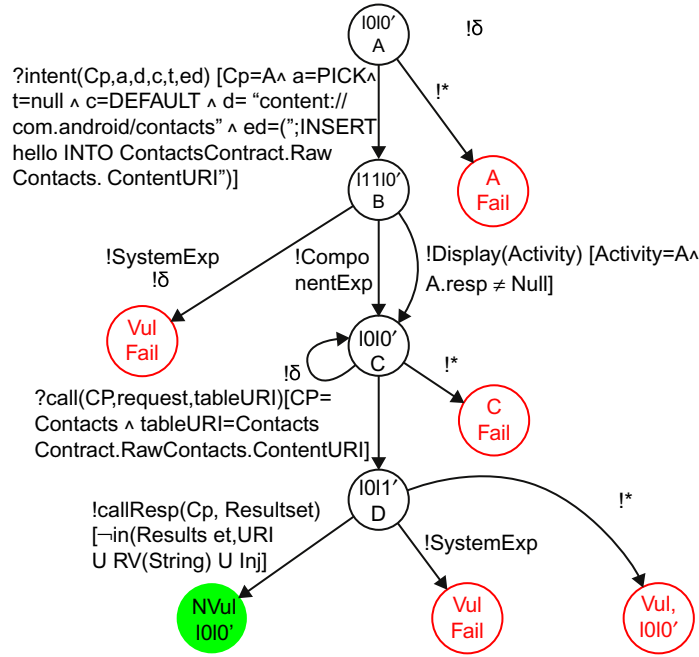 l0l0′
A
!δ
?intent(Cp,a,d,c,t,ed) [Cp=A∧ a=PICK∧
t=null ∧ c=DEFAULT ∧ d= “content://
com.android/contacts” ∧ ed=(”;INSERT
hello INTO ContactsContract.Raw
Contacts. ContentURI”)]
!*
A
Fail
l11l0′
B
!SystemExp
!δ
!Compo
nentExp
!Display(Activity) [Activity=A∧
A.resp ≠ Null]
Vul
Fail
l0l0′
C
!δ
!*
?call(CP,request,tableURI)[CP=
Contacts ∧ tableURI=Contacts
Contract.RawContacts.ContentURI]
C
Fail
l0l1′
D
!callResp(Cp, Resultset)
[¬in(Results et,URI
U RV(String) U Inj]
!SystemExp
!*
NVul
l0l0’
Vul
Fail
Vul,
l0l0′